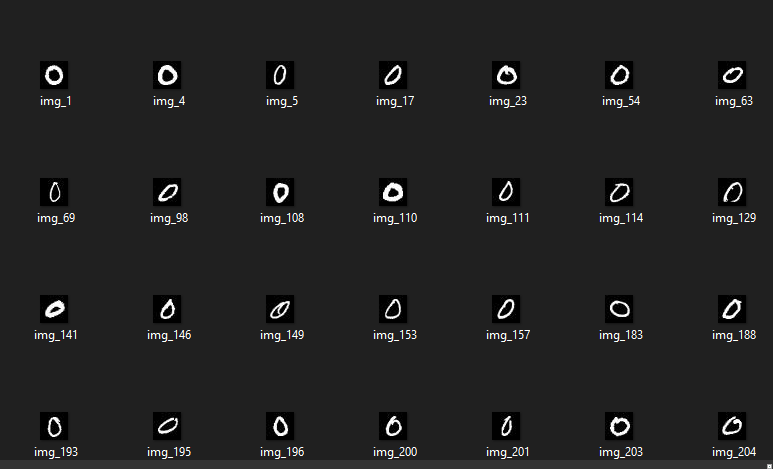 img_1 img_4 img_5 img_17 img_23 img_54 img_63
img_69 img_98 img_108 img_110 img_111 img_114 img_129
img_141 img_146 img_149 img_153 img_157 img_183 img_188
img_193 img_195 img_196 img_200 img_201 img_203 img_204